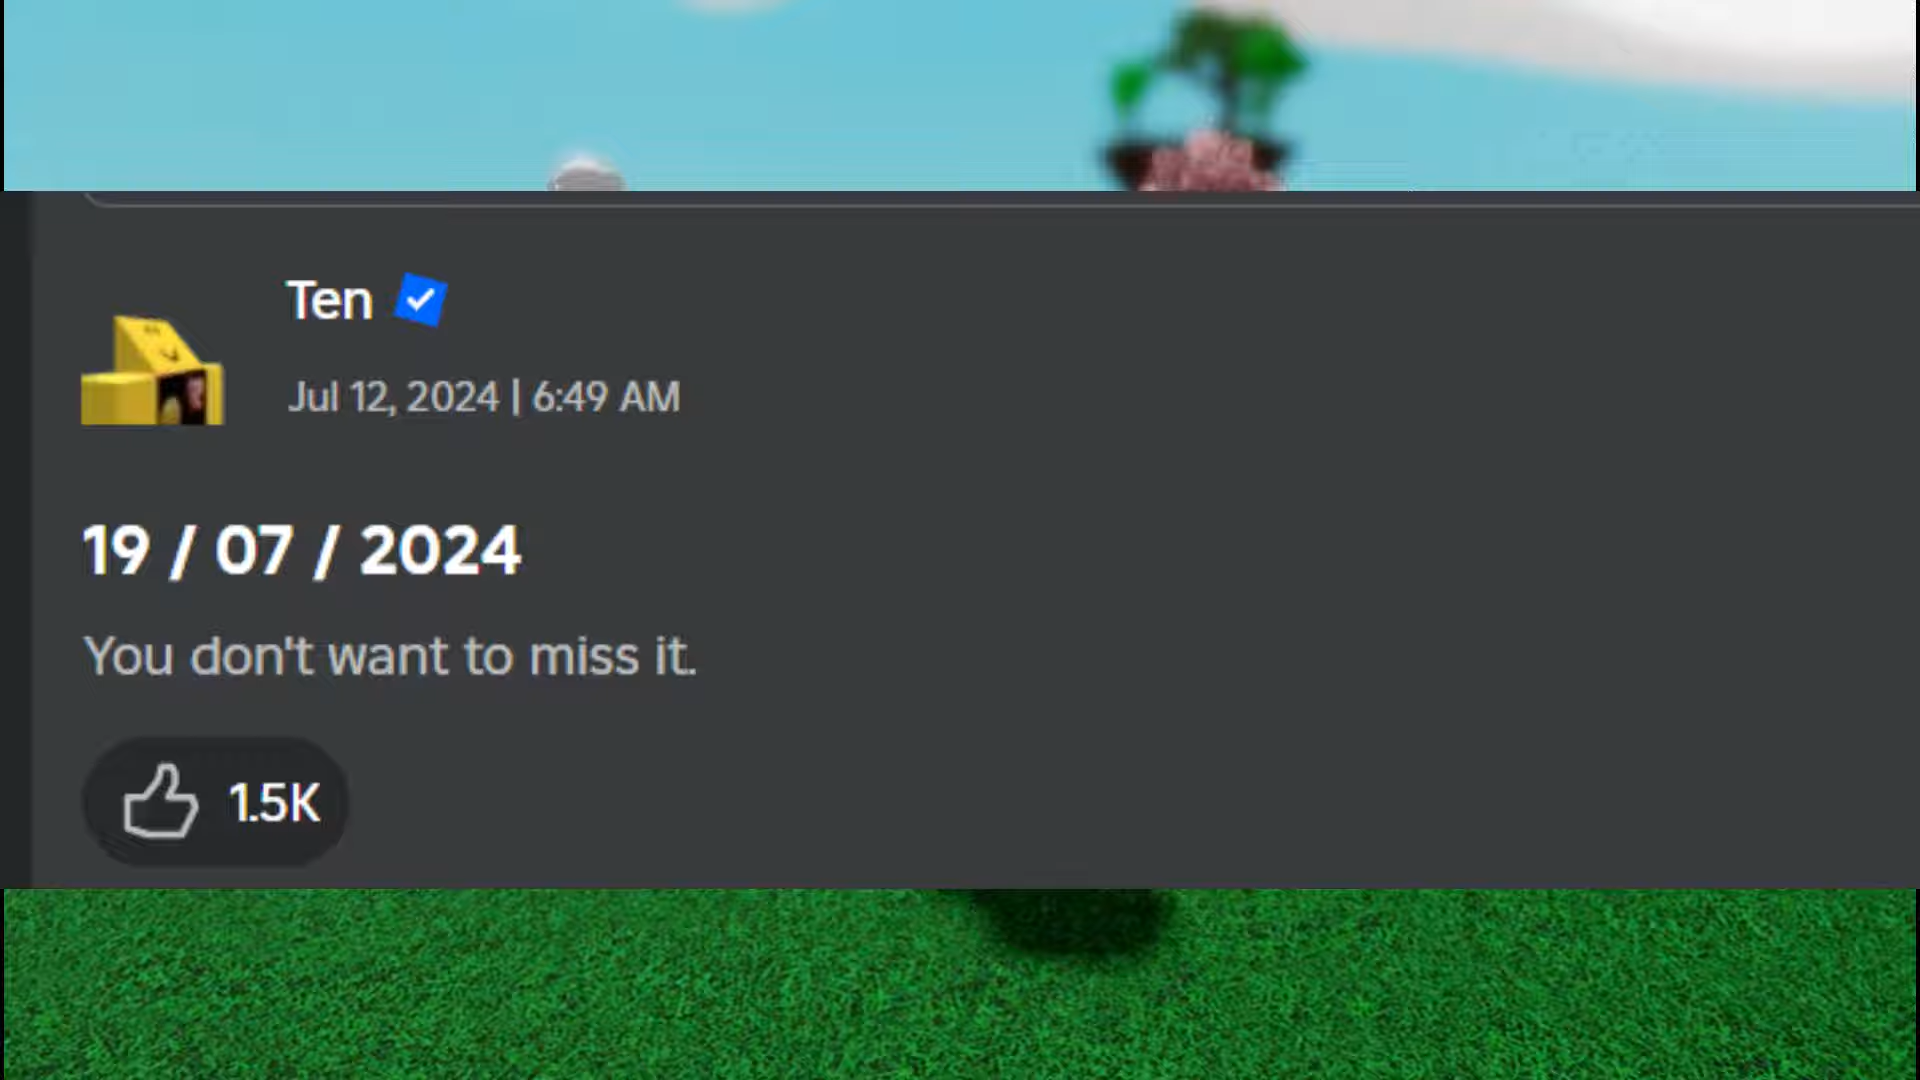 Ten
Jul 12, 2024 | 6:49 AM
19 / 07 / 2024
You don't want to miss it.
1.5K